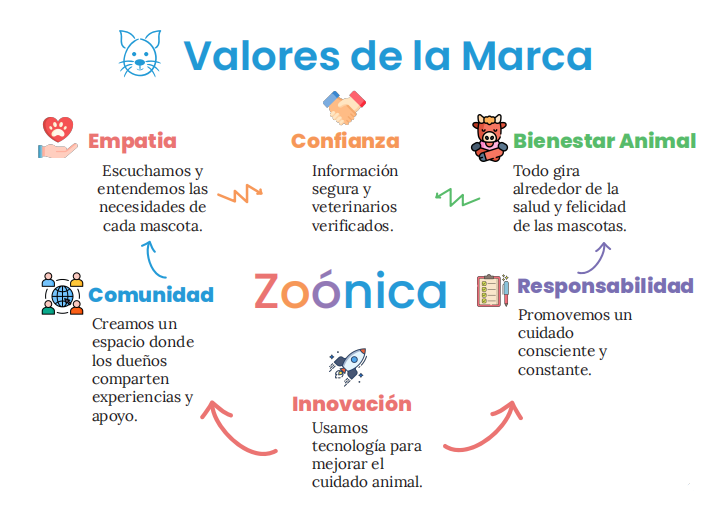 Valores de la Marca
Empatia
Escuchamos y
entendemos las
necesidades de
cada mascota.
Confianza
Información
segura y
veterinarios
verificados.
Bienestar Animal
Todo gira
alrededor de la
salud y felicidad
de las mascotas.
Comunidad
Creamos un
espacio donde
los dueños
comparten
experiencias y
apoyo.
Zoónica
Responsabilidad
Promovemos un
cuidado
consciente y
constante.
Innovación
Usamos
tecnología para
mejorar el
cuidado animal.